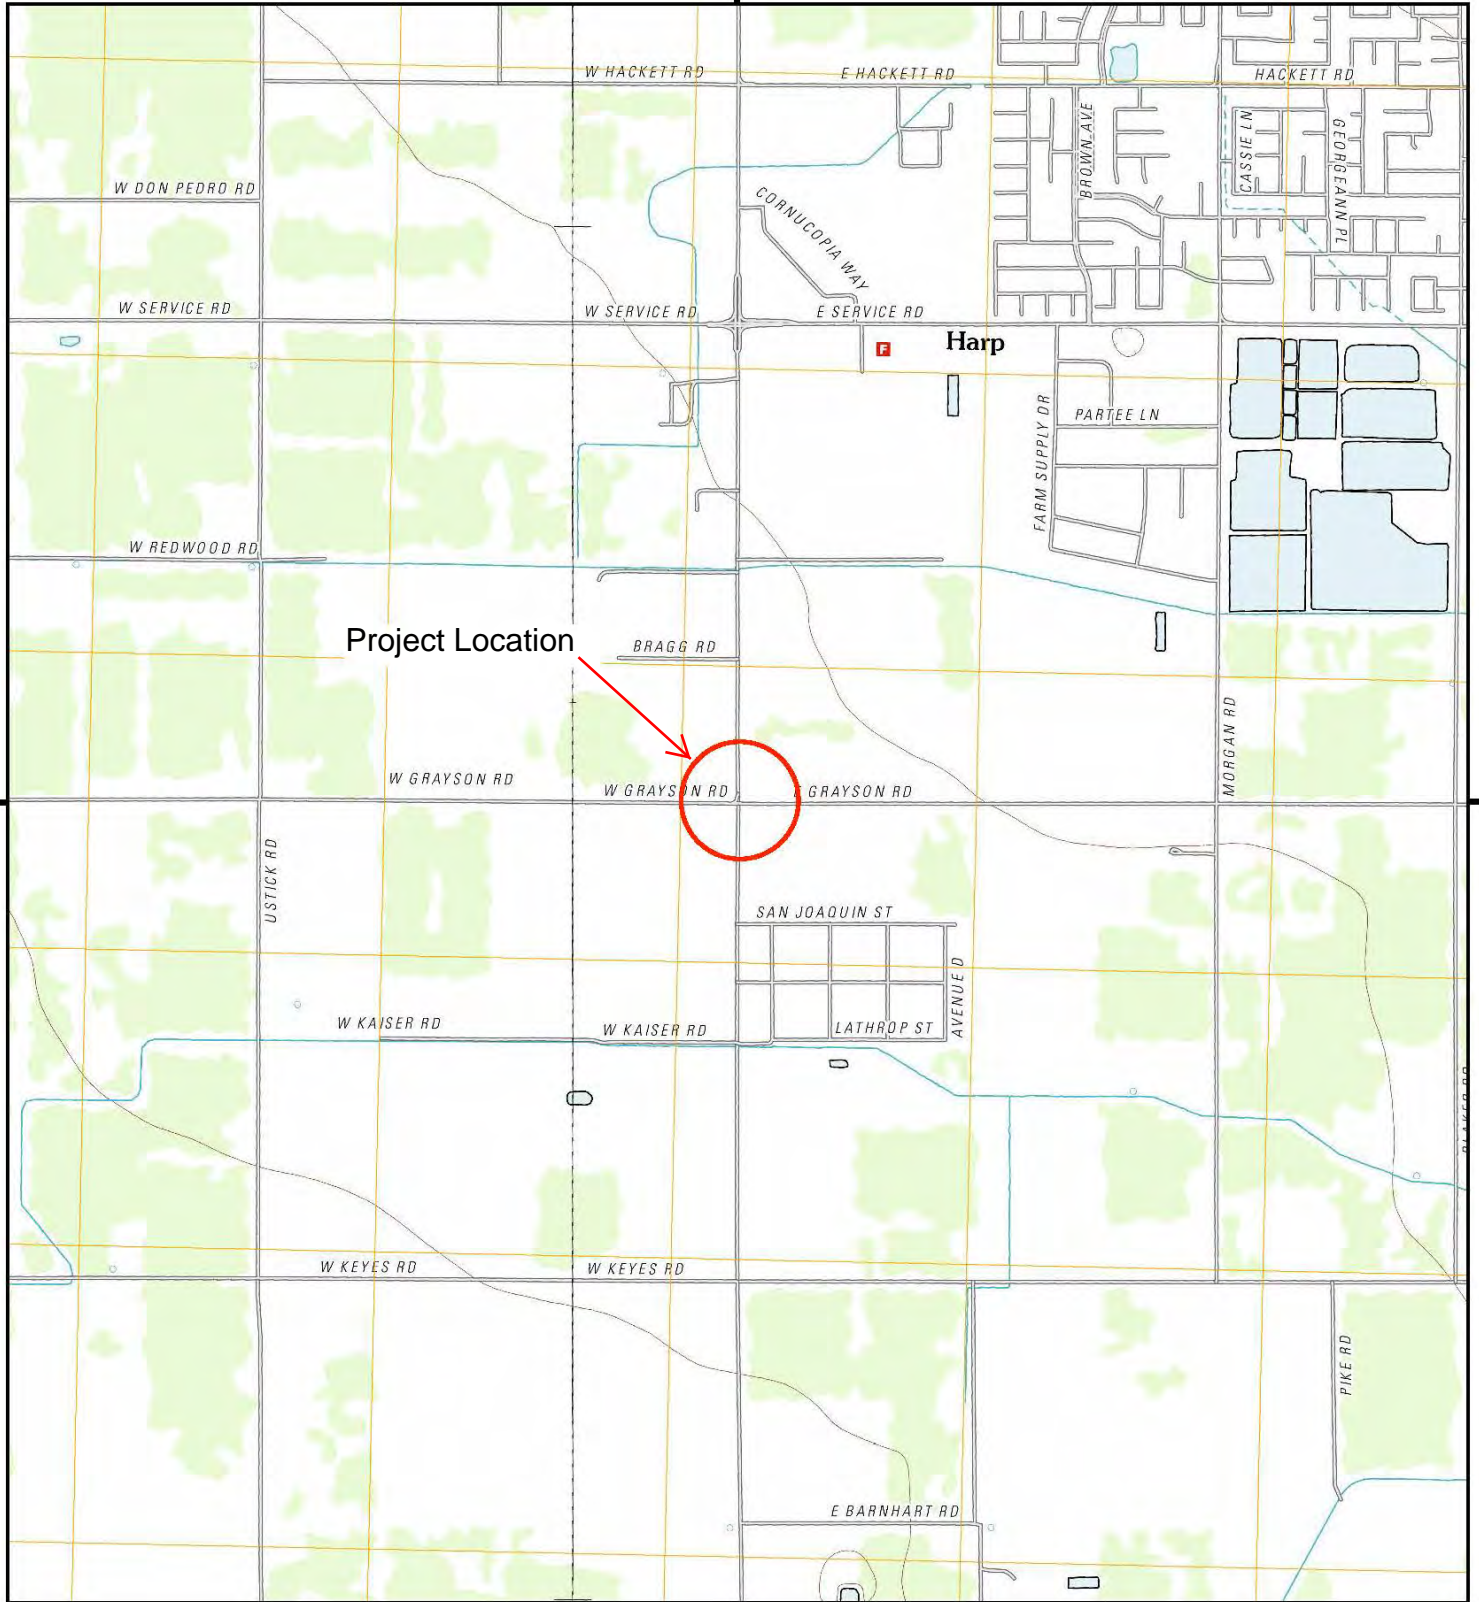 W HACKETT RD
E HACKETT RD
HACKETT RD
BROWN AVE
CASSIE LN
GEORGEANN PL
W DON PEDRO RD
CORNUCOPIA WAY
W SERVICE RD
W SERVICE RD
E SERVICE RD
F
Harp
FARM SUPPLY DR
PARTEE LN
W REDWOOD RD
Project Location
BRAGG RD
MORGAN RD
W GRAYSON RD
W GRAYSON RD
E GRAYSON RD
USTICK RD
SAN JOAQUIN ST
AVENUE D
W KAISER RD
W KAISER RD
LATHROP ST
W KEYES RD
W KEYES RD
PIKE RD
E BARNHART RD